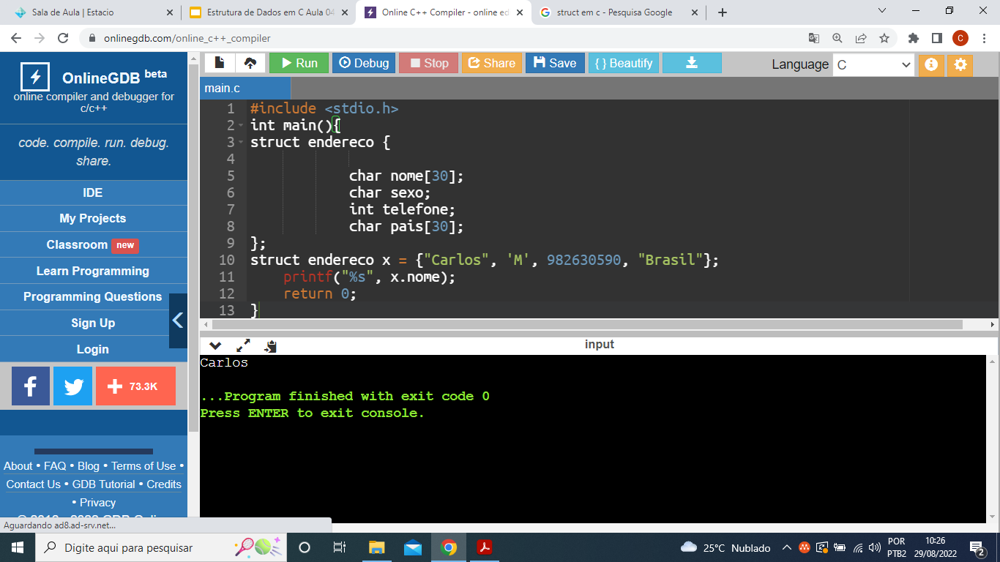 Sala de Aula | Estacio
Estrutura de Dados em C Aula 04
Online C++ Compiler - online ed
struct em c - Pesquisa Google
onlinegdb.com/online_c++_compiler
C
OnlineGDB beta
online compiler and debugger for
c/c++
code. compile. run. debug.
share.
IDE
My Projects
Classroom new
Learn Programming
Programming Questions
Sign Up
Login
73.3K
About • FAQ • Blog • Terms of Use •
Contact Us • GDB Tutorial • Credits
• Privacy
Aguardando ad8.ad-srv.net...
Run
Debug
Stop
Share
Save
{ } Beautify
Language C
main.c
1 #include <stdio.h>
2 int main(){
3 struct endereco {
4
5 char nome[30];
6 char sexo;
7 int telefone;
8 char pais[30];
9 };
10 struct endereco x = {"Carlos", 'M', 982630590, "Brasil"};
11 printf("%s", x.nome);
12 return 0;
13 }
input
Carlos
...Program finished with exit code 0
Press ENTER to exit console.
Digite aqui para pesquisar
25°C Nublado
POR
PTB2
10:26
29/08/2022
2